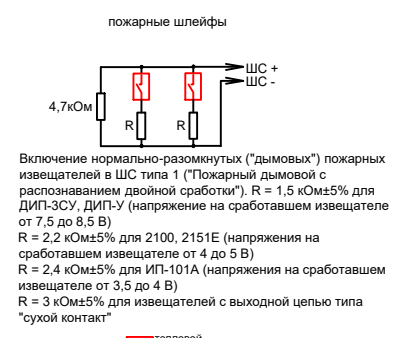 пожарные шлейфы
ШС +
ШС -
4,7кОм
R
R
Включение нормально-разомкнутых ("дымовых") пожарных
извещателей в ШС типа 1 ("Пожарный дымовой с
распознаванием двойной сработки"). R = 1,5 кОм±5% для
ДИП-3СУ, ДИП-У (напряжение на сработавшем извещателе
от 7,5 до 8,5 В)
R = 2,2 кОм±5% для 2100, 2151Е (напряжения на
сработавшем извещателе от 4 до 5 В)
R = 2,4 кОм±5% для ИП-101А (напряжения на сработавшем
извещателе от 3,5 до 4 В)
R = 3 кОм±5% для извещателей с выходной цепью типа
"сухой контакт"